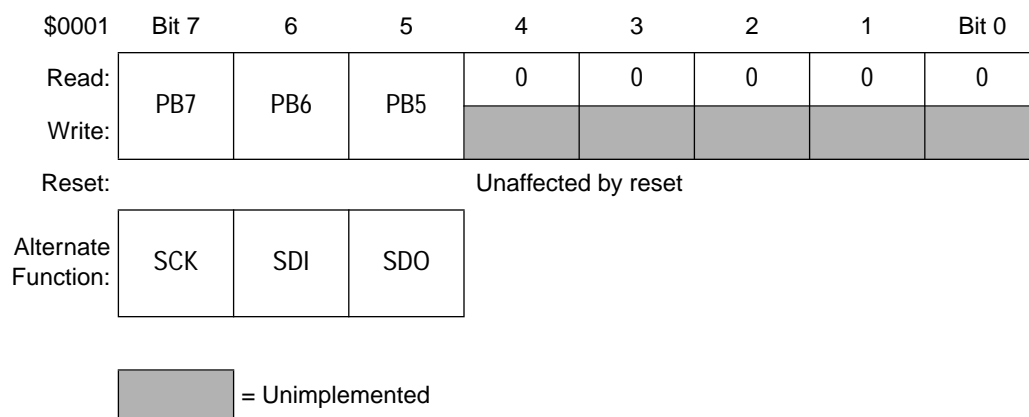 $0001 Bit 7 6 5 4 3 2 1 Bit 0
Read: PB7 PB6 PB5 0 0 0 0 0
Write:
Reset: Unaffected by reset
Alternate
Function: SCK SDI SDO
= Unimplemented